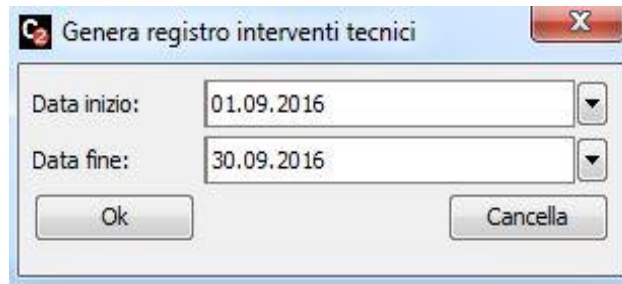 C2 Genera registro interventi tecnici
Data inizio: 01.09.2016
Data fine: 30.09.2016
Ok Cancella